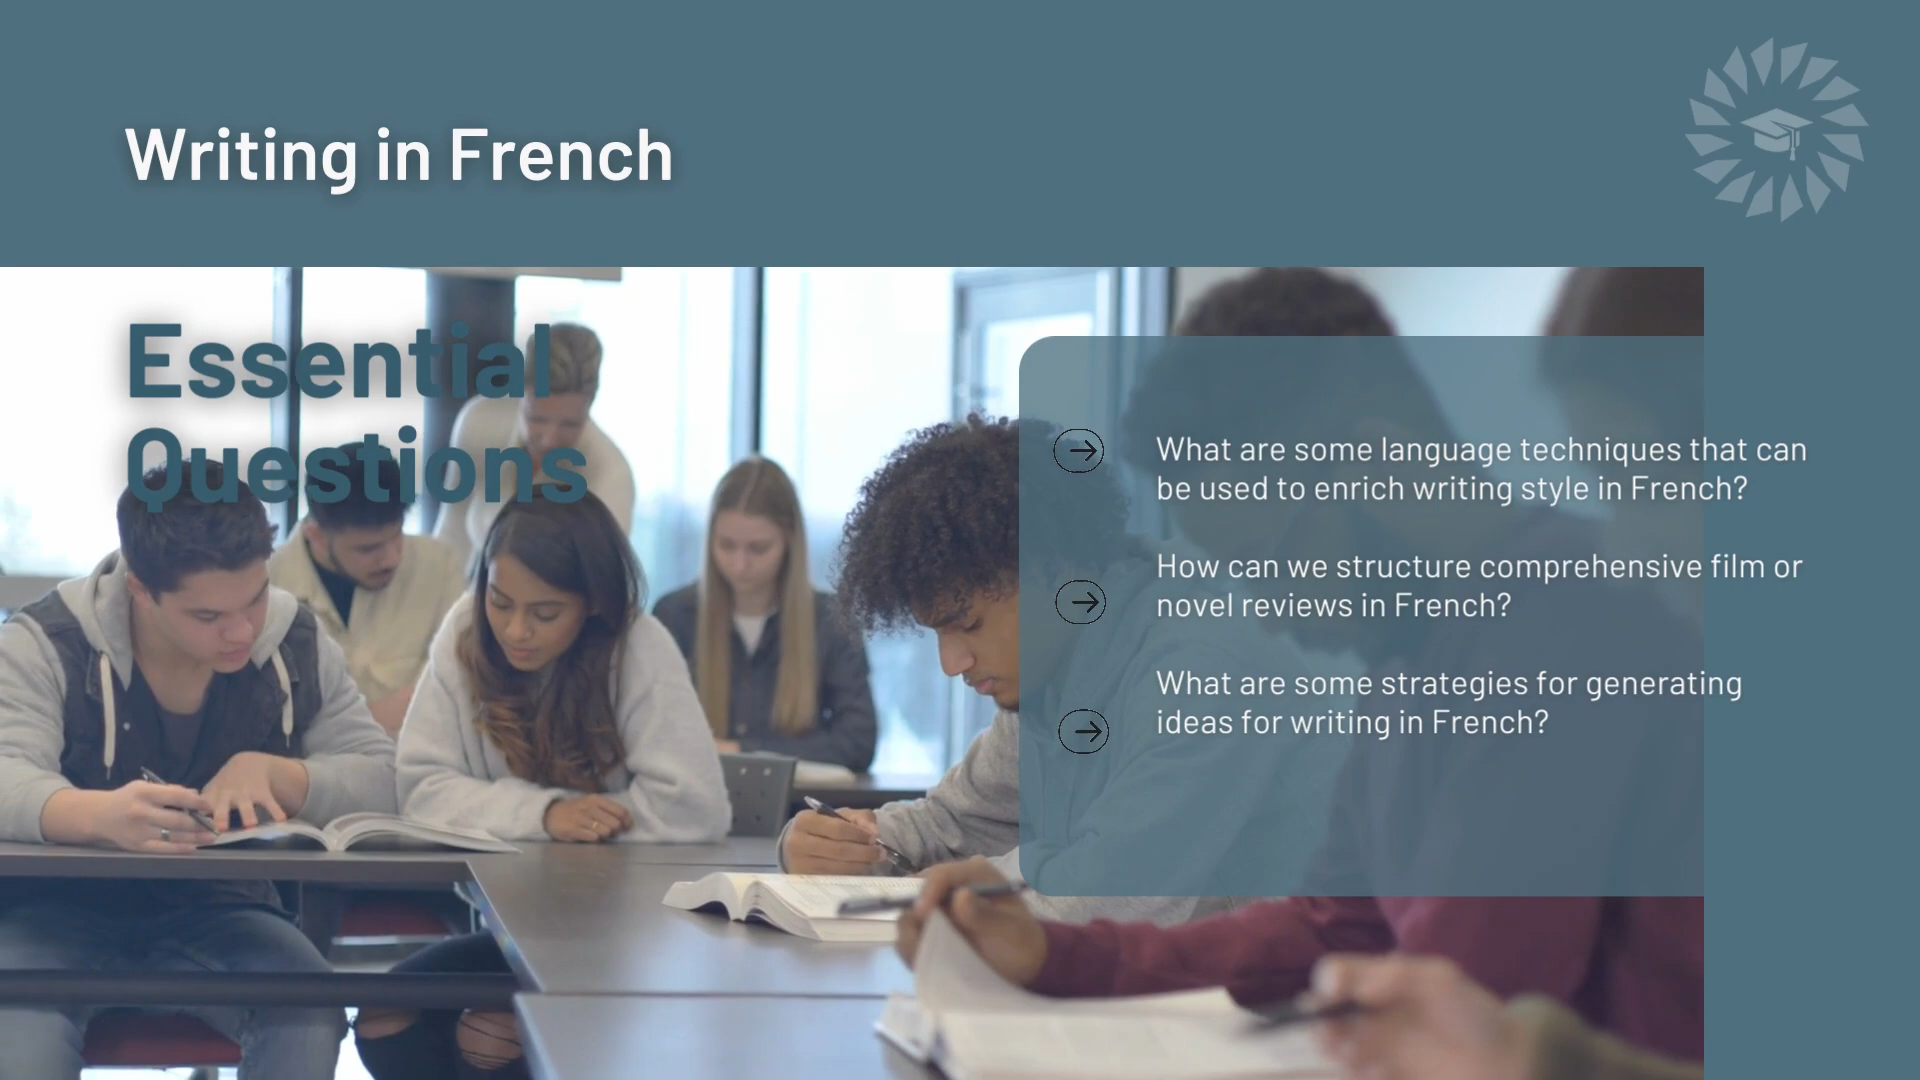 Writing in French
Essential
Questions
What are some language techniques that can
be used to enrich writing style in French?
How can we structure comprehensive film or
novel reviews in French?
What are some strategies for generating
ideas for writing in French?